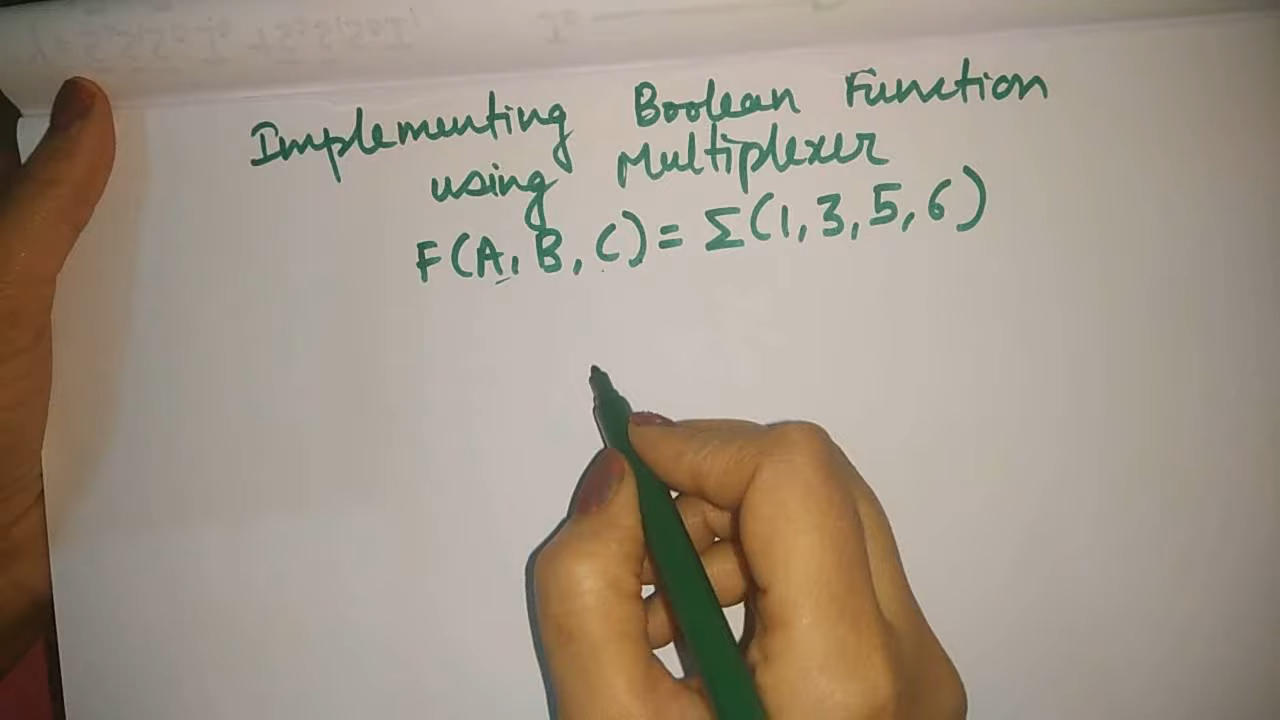 Implementing Boolean Function
using Multiplexer
F(A, B, C) = Σ(1, 3, 5, 6)